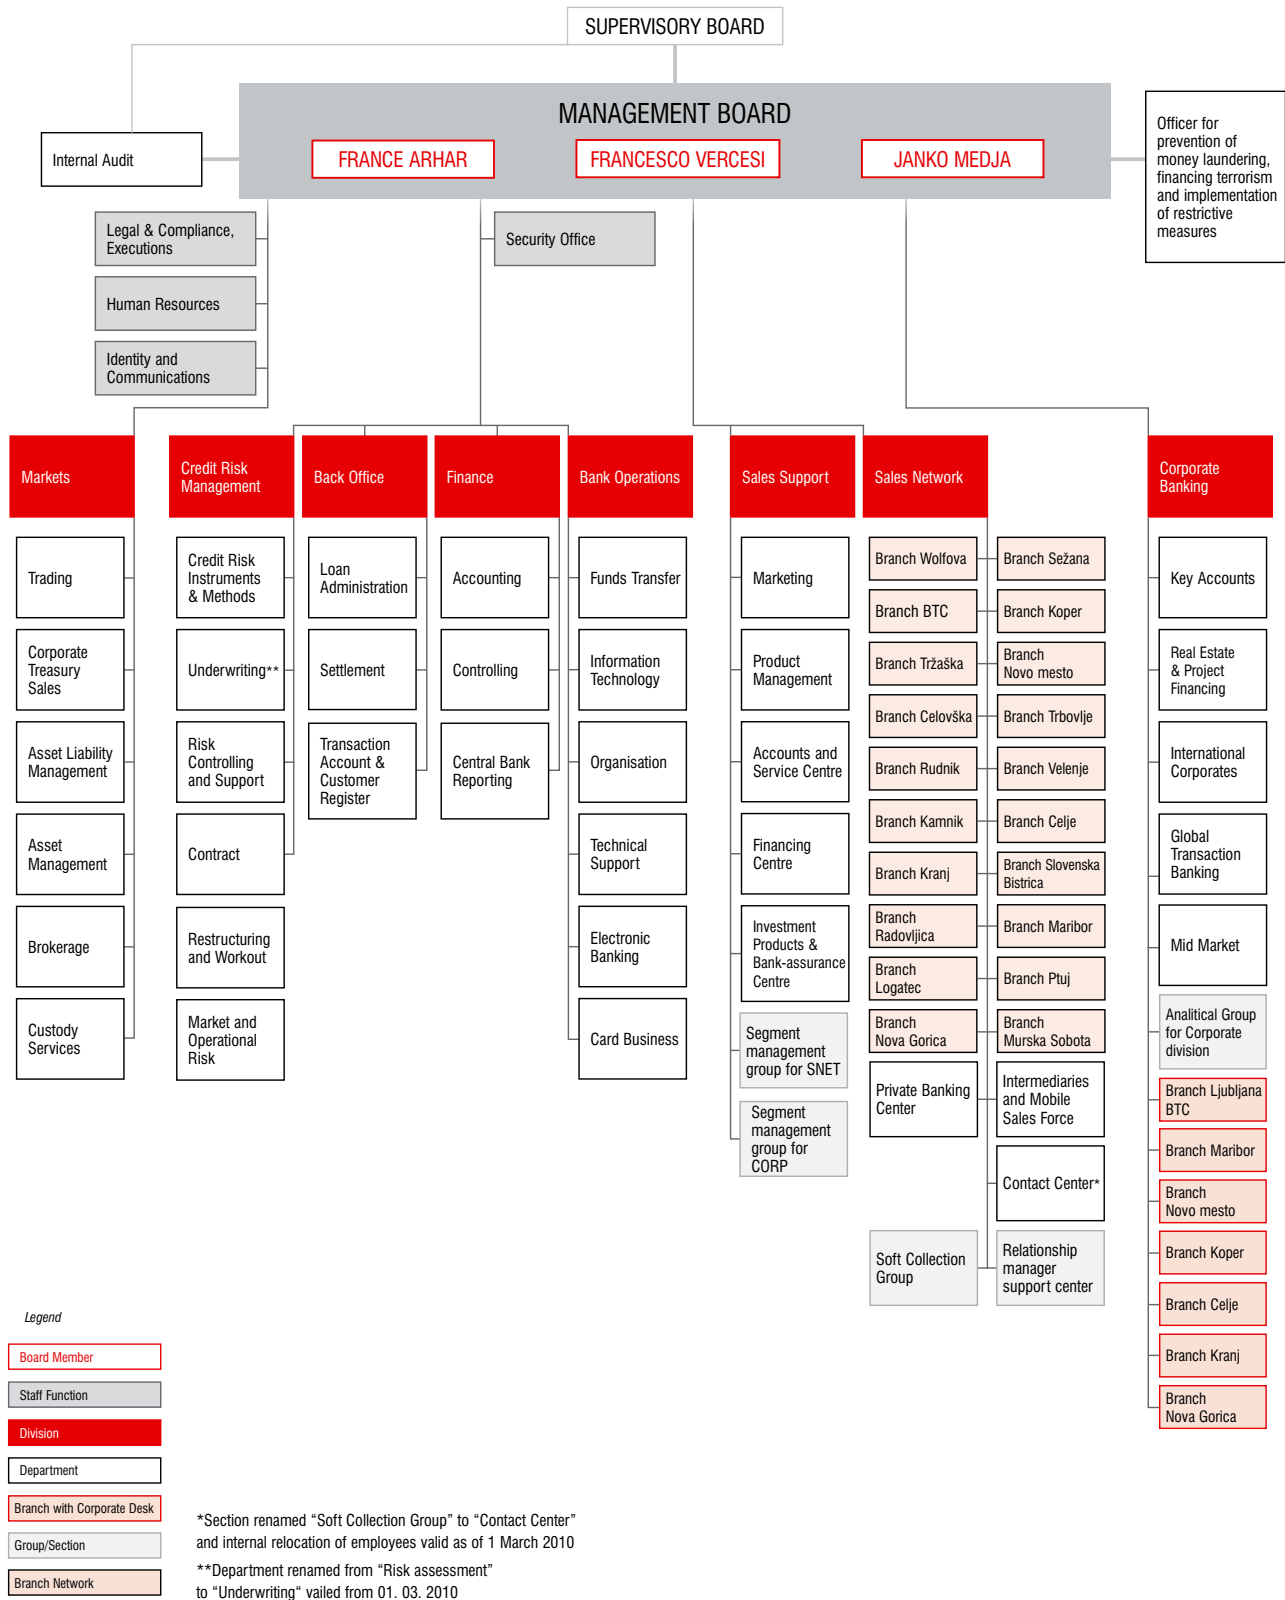 SUPERVISORY BOARD
MANAGEMENT BOARD
FRANCE ARHAR
FRANCESCO VERCESI
JANKO MEDJA
Internal Audit
Officer for
prevention of
money laundering,
financing terrorism
and implementation
of restrictive
measures
Legal & Compliance,
Executions
Human Resources
Identity and
Communications
Security Office
Markets
Trading
Corporate
Treasury
Sales
Asset Liability
Management
Asset
Management
Brokerage
Custody
Services
Credit Risk
Management
Credit Risk
Instruments
& Methods
Underwriting**
Risk
Controlling
and Support
Contract
Restructuring
and Workout
Market and
Operational
Risk
Back Office
Loan
Administration
Settlement
Transaction
Account &
Customer
Register
Finance
Accounting
Controlling
Central Bank
Reporting
Bank Operations
Funds Transfer
Information
Technology
Organisation
Technical
Support
Electronic
Banking
Card Business
Sales Support
Marketing
Product
Management
Accounts and
Service Centre
Financing
Centre
Investment
Products &
Bank-assurance
Centre
Segment
management
group for SNET
Segment
management
group for
CORP
Sales Network
Branch Wolfova
Branch Sežana
Branch BTC
Branch Koper
Branch Tržaška
Branch
Novo mesto
Branch Celovška
Branch Trbovlje
Branch Rudnik
Branch Velenje
Branch Kamnik
Branch Celje
Branch Kranj
Branch Slovenska
Bistrica
Branch
Radovljica
Branch Maribor
Branch
Logatec
Branch Ptuj
Branch
Nova Gorica
Branch
Murska Sobota
Private Banking
Center
Intermediaries
and Mobile
Sales Force
Contact Center*
Soft Collection
Group
Relationship
manager
support center
Corporate
Banking
Key Accounts
Real Estate
& Project
Financing
International
Corporates
Global
Transaction
Banking
Mid Market
Analitical Group
for Corporate
division
Branch Ljubljana
BTC
Branch Maribor
Branch
Novo mesto
Branch Koper
Branch Celje
Branch Kranj
Branch
Nova Gorica
Legend
Board Member
Staff Function
Division
Department
Branch with Corporate Desk
Group/Section
Branch Network
*Section renamed “Soft Collection Group” to “Contact Center”
and internal relocation of employees valid as of 1 March 2010
**Department renamed from “Risk assessment”
to “Underwriting“ vailed from 01. 03. 2010